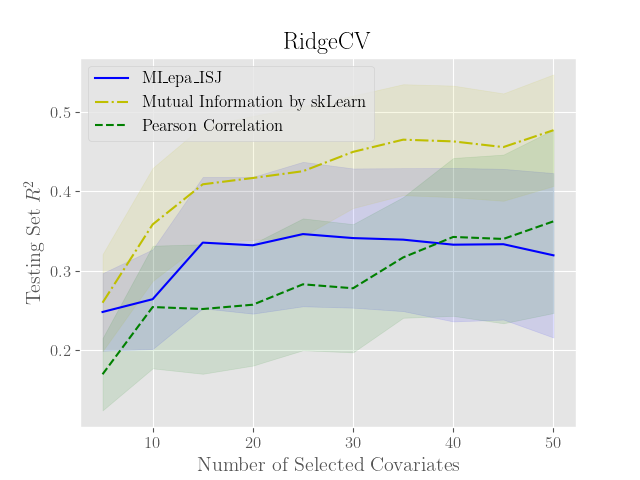 RidgeCV
MI_epa_ISJ
Mutual Information by skLearn
Pearson Correlation
Testing Set R²
0.5
0.4
0.3
0.2
10 20 30 40 50
Number of Selected Covariates